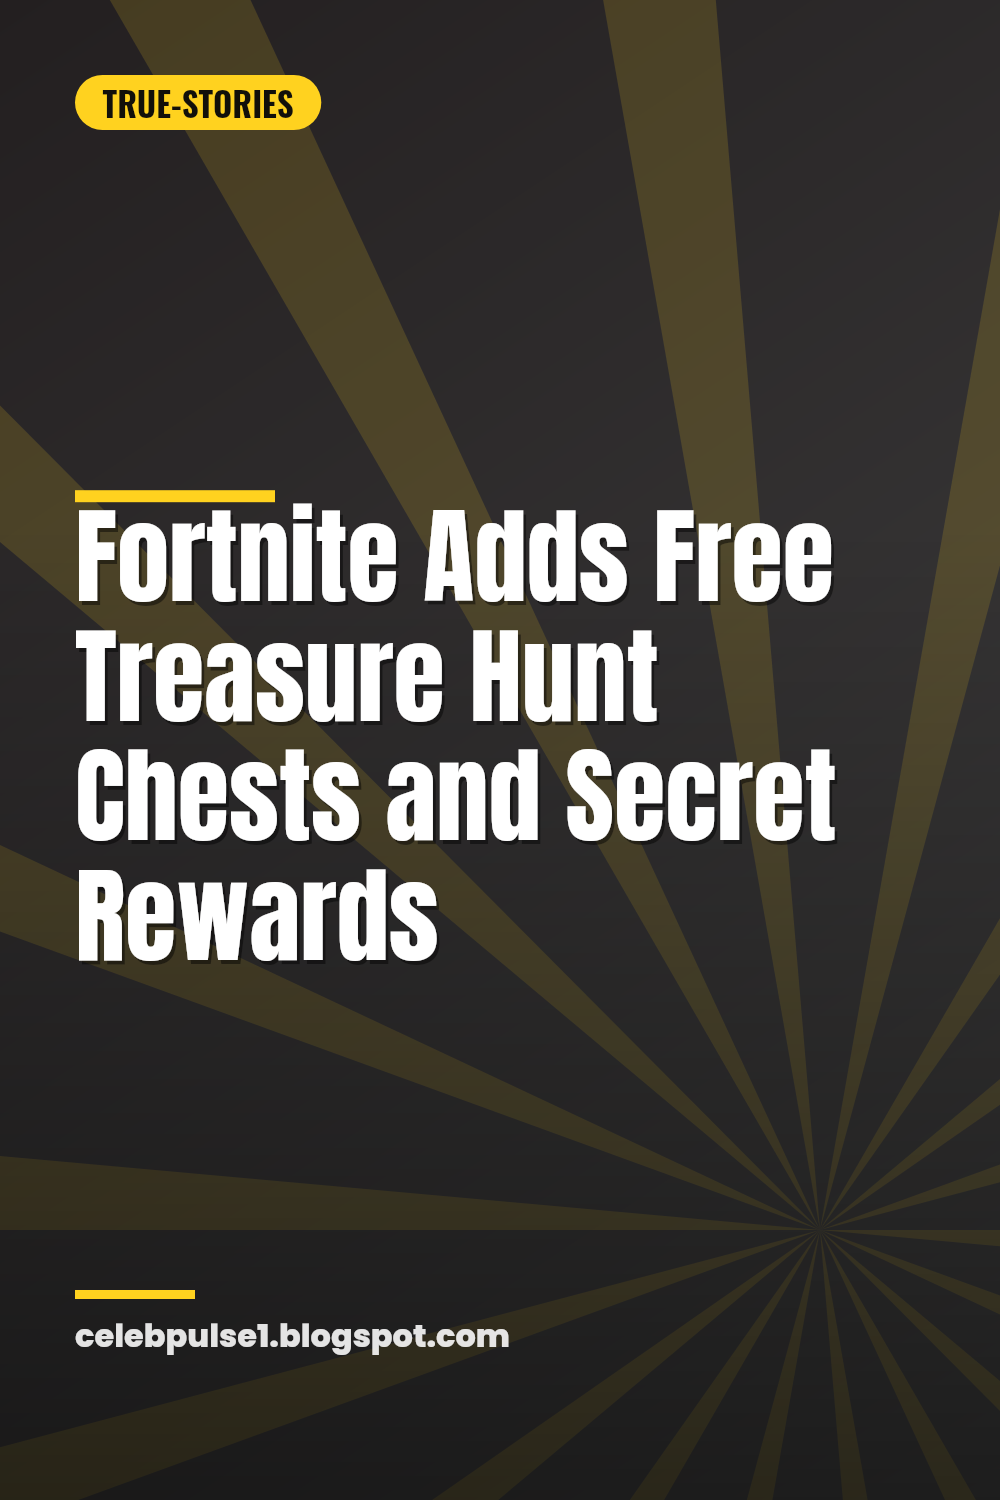 TRUE-STORIES
Fortnite Adds Free
Treasure Hunt
Chests and Secret
Rewards
celebpulse1.blogspot.com